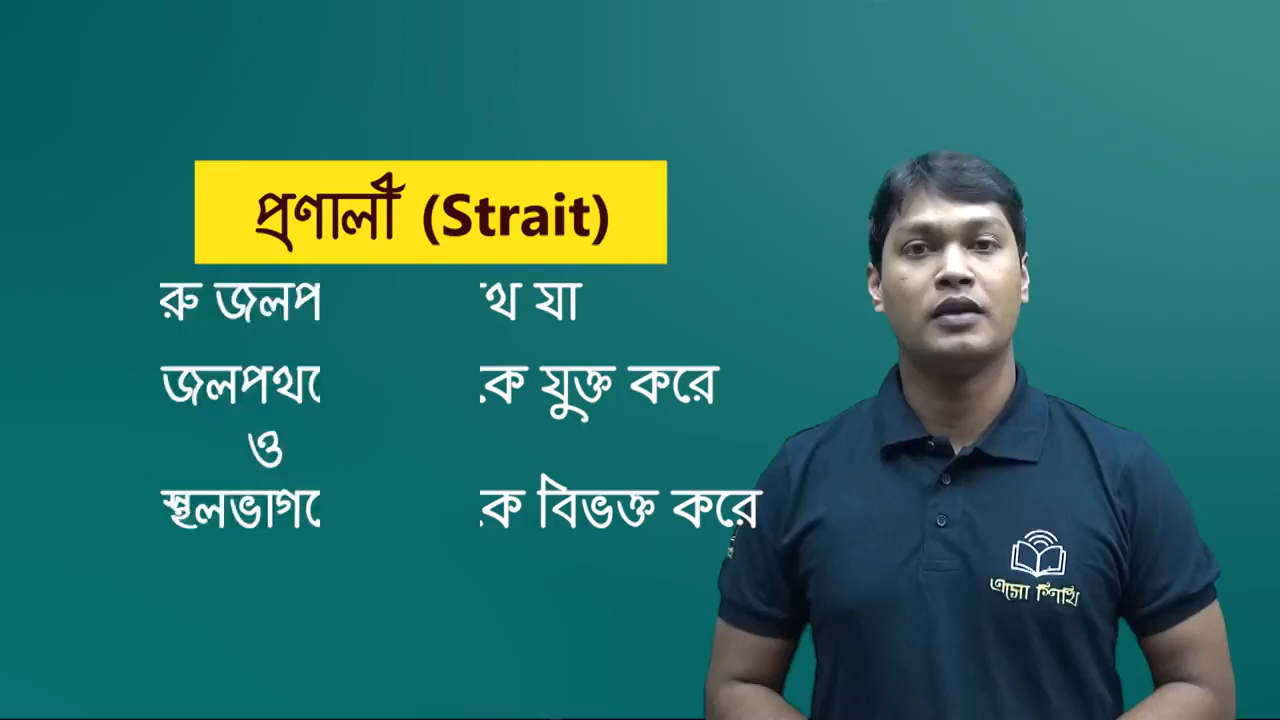 প্রণালী (Strait)
রু জলপ থ যা
জলপথ ক যুক্ত করে
ও
স্থলভাগ ক বিভক্ত করে
এসো শিখি